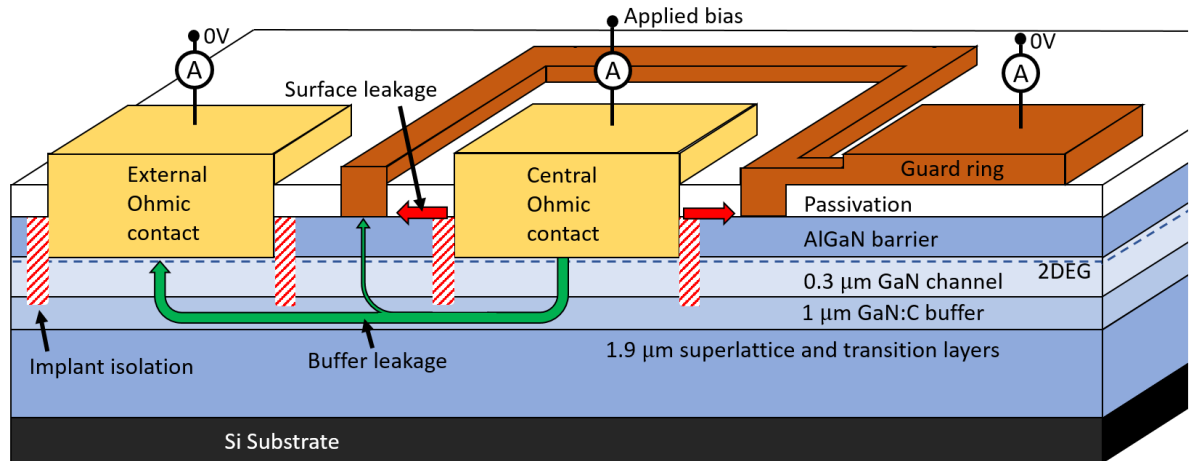 Applied bias
0V
0V
A
A
A
Surface leakage
External
Ohmic
contact
Central
Ohmic
contact
Guard ring
Passivation
AlGaN barrier
2DEG
0.3 µm GaN channel
1 µm GaN:C buffer
Implant isolation
Buffer leakage
1.9 µm superlattice and transition layers
Si Substrate